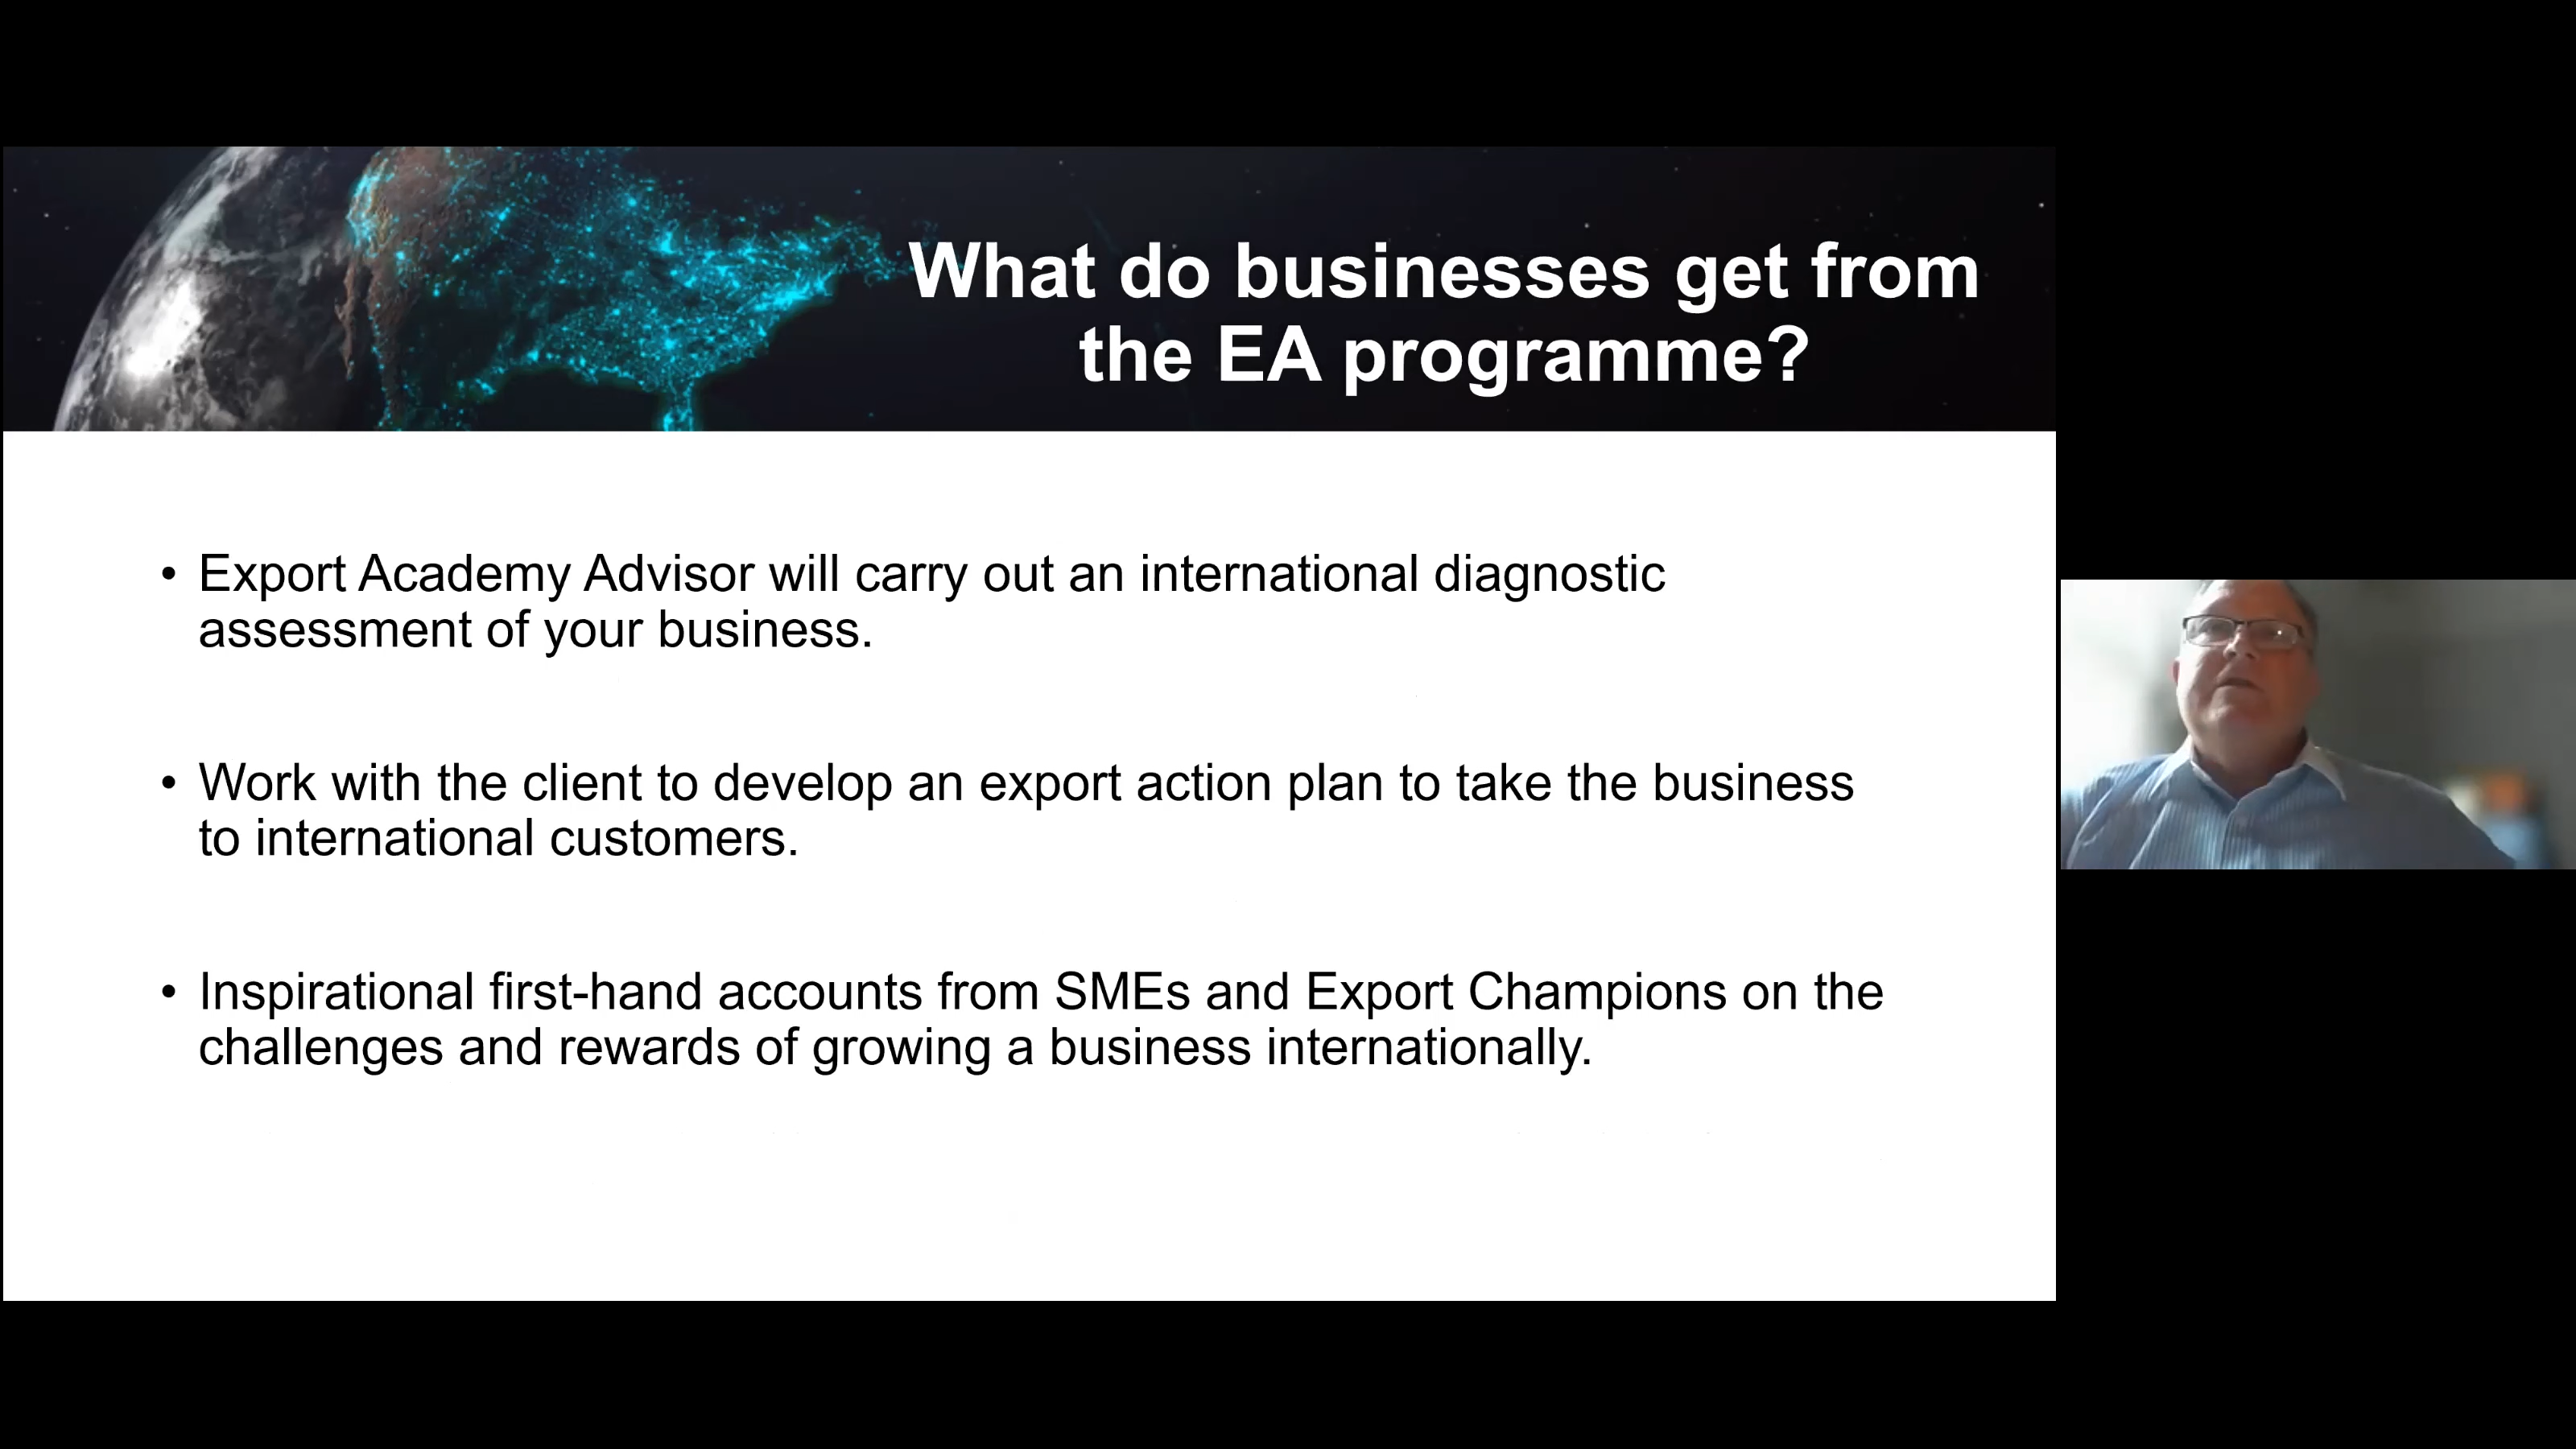 What do businesses get from
the EA programme?
• Export Academy Advisor will carry out an international diagnostic
assessment of your business.
• Work with the client to develop an export action plan to take the business
to international customers.
• Inspirational first-hand accounts from SMEs and Export Champions on the
challenges and rewards of growing a business internationally.